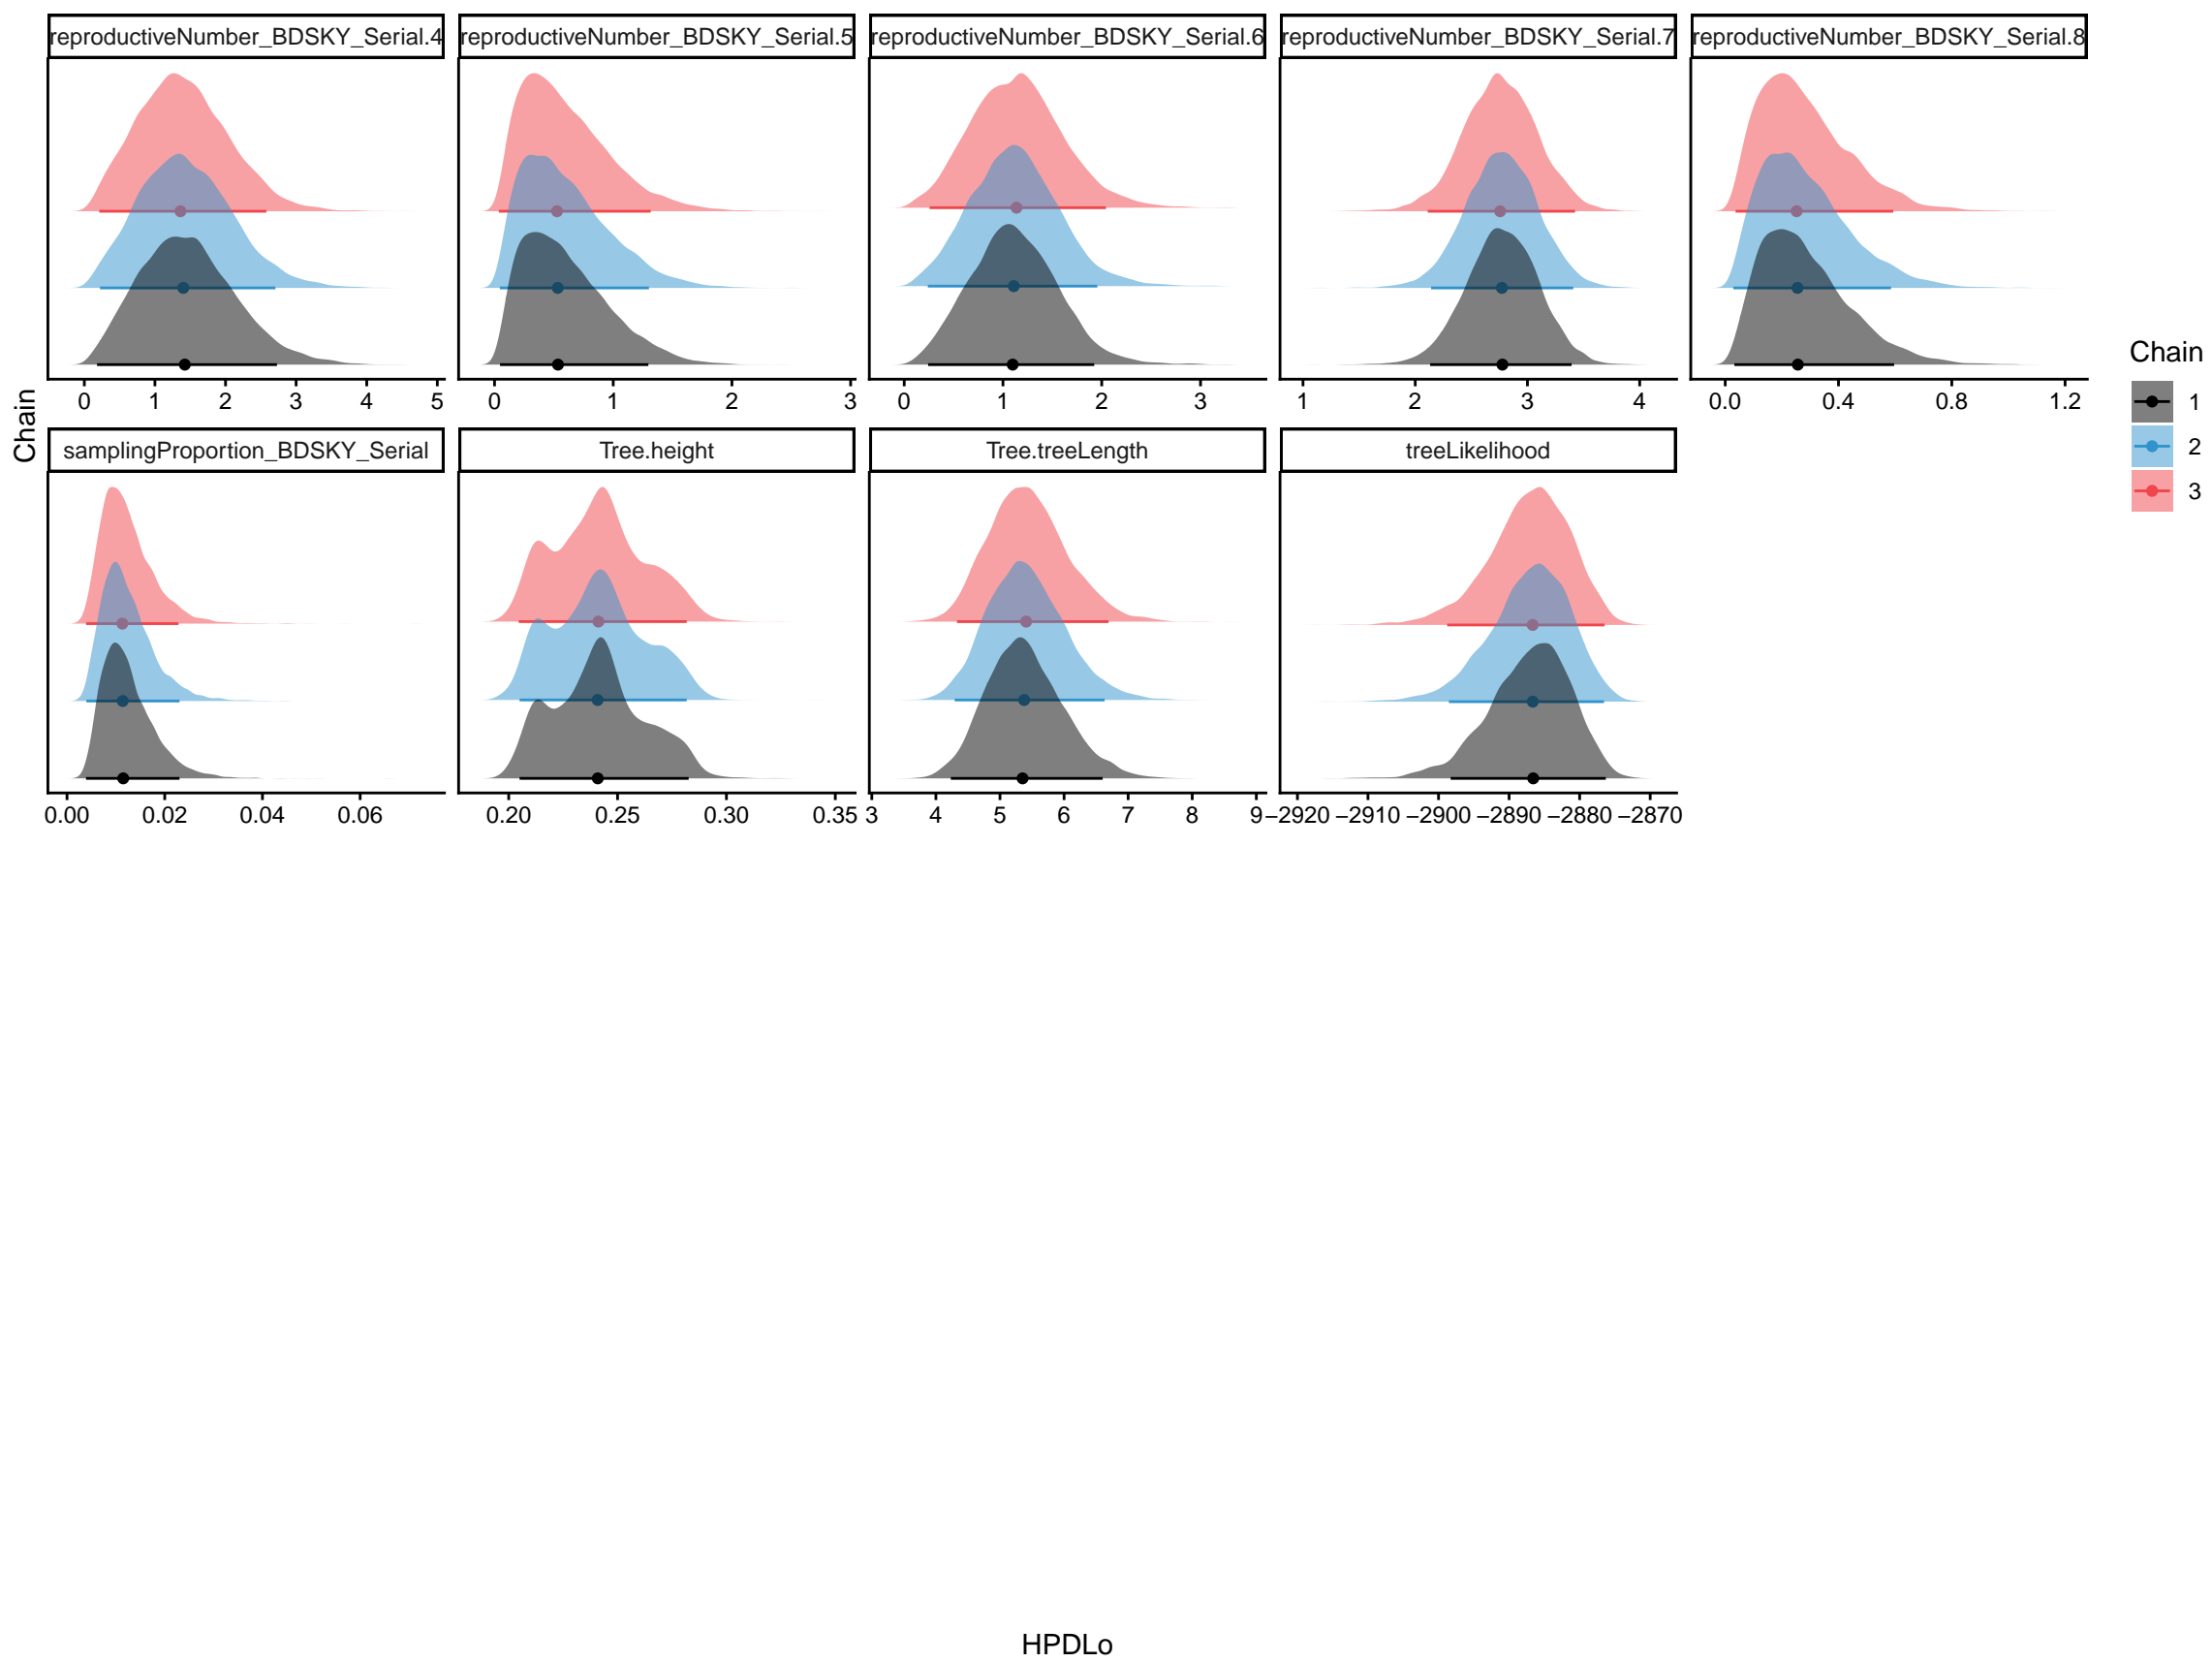 reproductiveNumber_BDSKY_Serial.4 reproductiveNumber_BDSKY_Serial.5 reproductiveNumber_BDSKY_Serial.6 reproductiveNumber_BDSKY_Serial.7 reproductiveNumber_BDSKY_Serial.8
0 1 2 3 4 5 0 1 2 3 0 1 2 3 1 2 3 4 0.0 0.4 0.8 1.2
samplingProportion_BDSKY_Serial Tree.height Tree.treeLength treeLikelihood
0.00 0.02 0.04 0.06 0.20 0.25 0.30 0.35 3 4 5 6 7 8 9 −2920 −2910 −2900 −2890 −2880 −2870
Chain
HPDLo
Chain
1
2
3